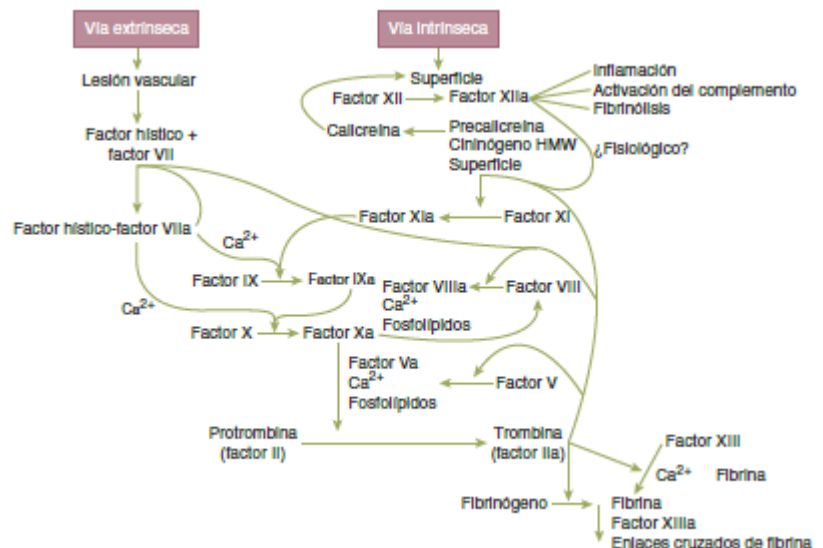 Vía extrínseca
Vía intrínseca
Lesión vascular
Superficie
Inflamación
Factor XII
Factor XIIa
Activación del complemento
Fibrinólisis
Factor hístico +
factor VII
Calicreína
Precalicreína
Cininógeno HMW
Superficie
¿Fisiológico?
Factor hístico-factor VIIa
Factor XIa
Factor XI
Ca2+
Factor IX
Factor IXa
Factor VIIIa
Factor VIII
Ca2+
Ca2+
Fosfolípidos
Factor X
Factor Xa
Factor Va
Ca2+
Factor V
Fosfolípidos
Protrombina
(factor II)
Trombina
(factor IIa)
Factor XIII
Ca2+
Fibrina
Fibrinógeno
Fibrina
Factor XIIIa
Enlaces cruzados de fibrina